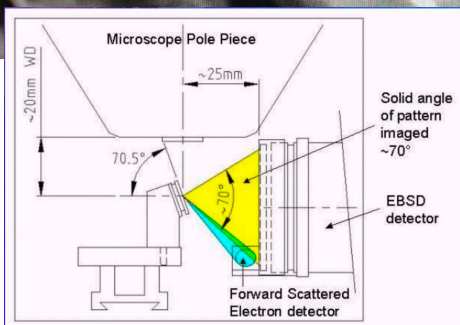 Microscope Pole Piece
~20mm WD
~25mm
70.5°
~70°
Solid angle
of pattern
imaged
~70°
EBSD
detector
Forward Scattered
Electron detector